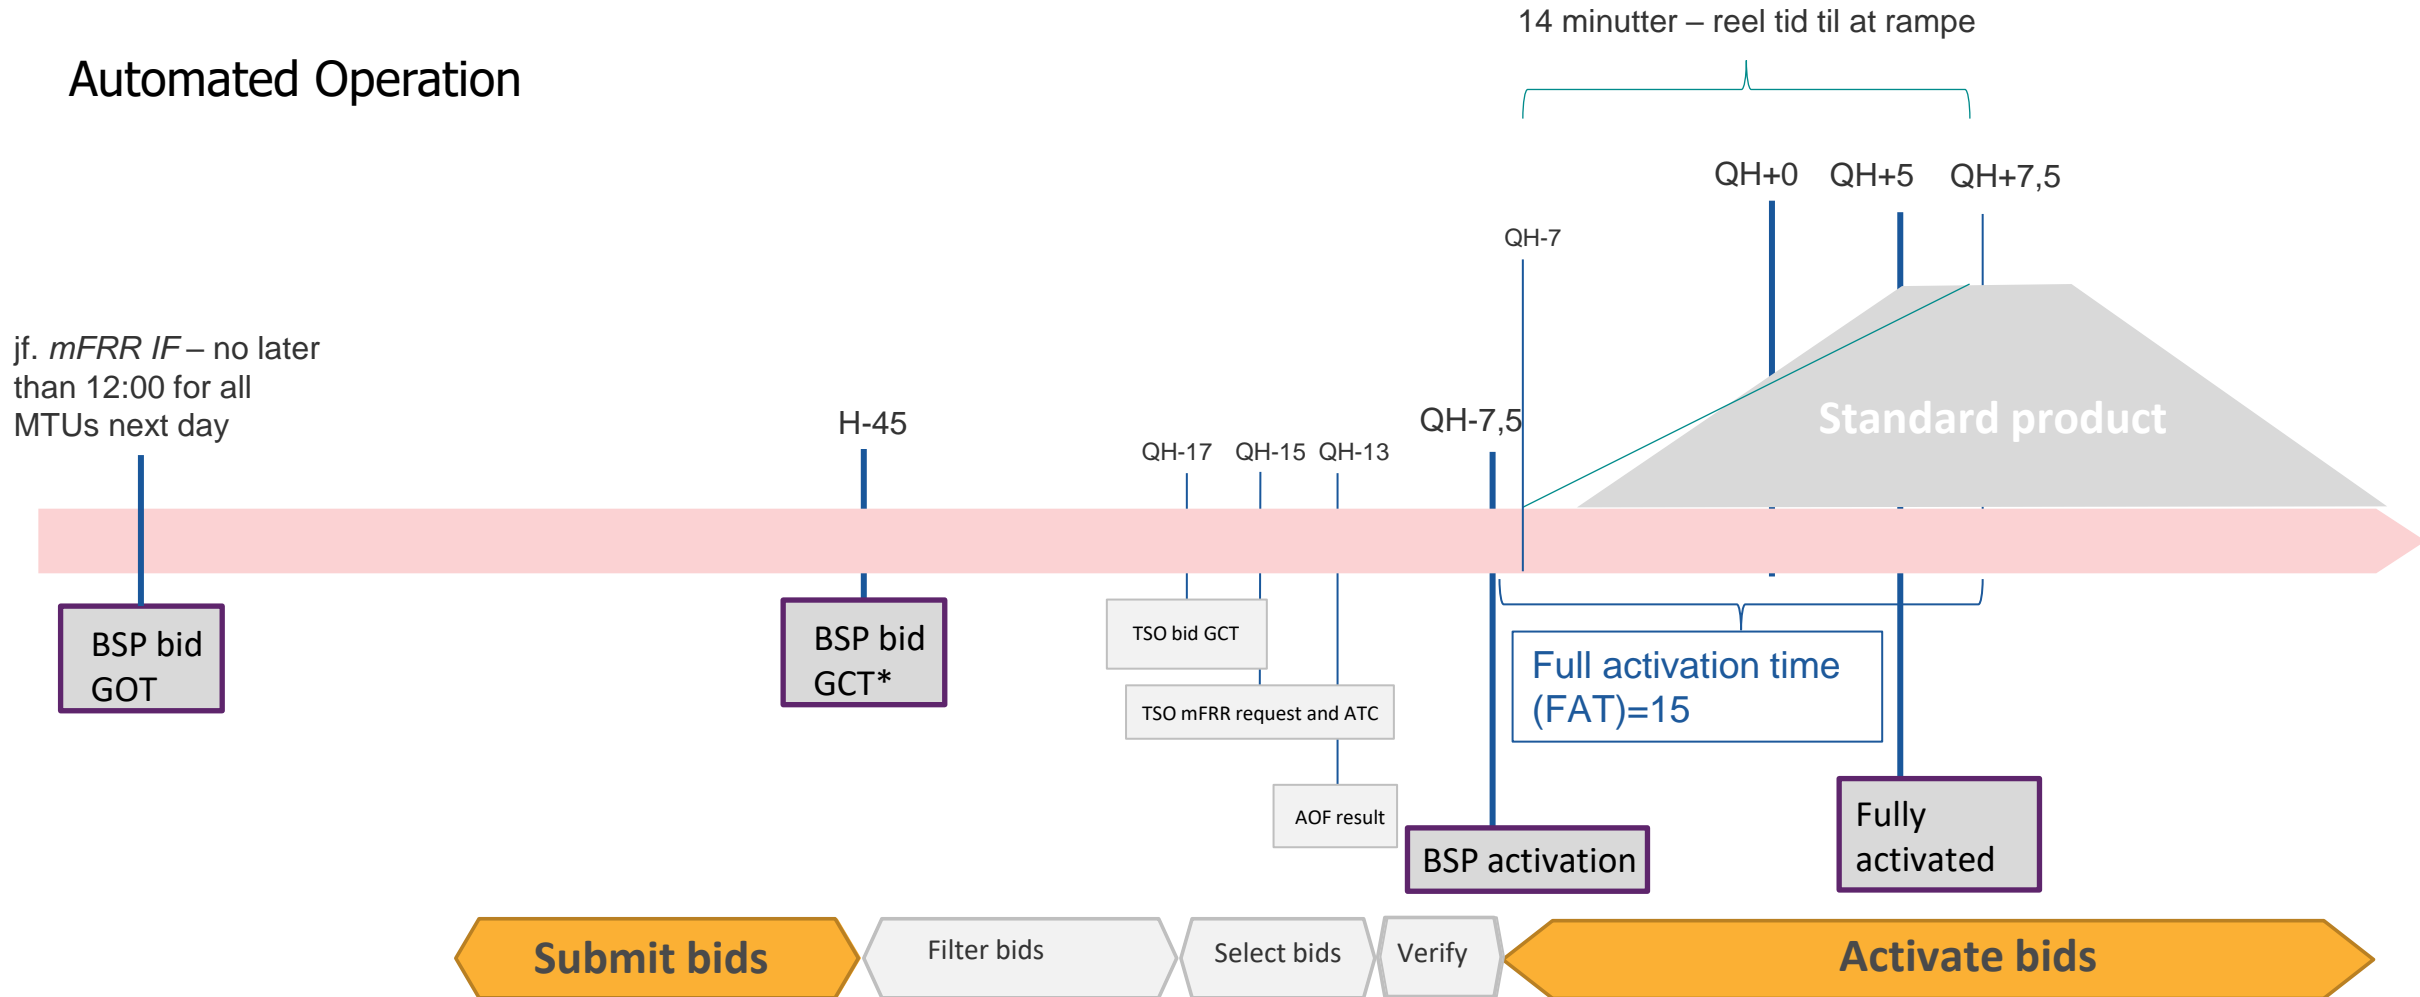 14 minutter – reel tid til at rampe
Automated Operation
QH+0
QH+5
QH+7,5
QH-7
jf. mFRR IF – no later
than 12:00 for all
MTUs next day
H-45
QH-17
QH-15
QH-13
QH-7,5
Standard product
BSP bid
GOT
BSP bid
GCT*
TSO bid GCT
TSO mFRR request and ATC
AOF result
Full activation time
(FAT)=15
BSP activation
Fully
activated
Submit bids
Filter bids
Select bids
Verify
Activate bids